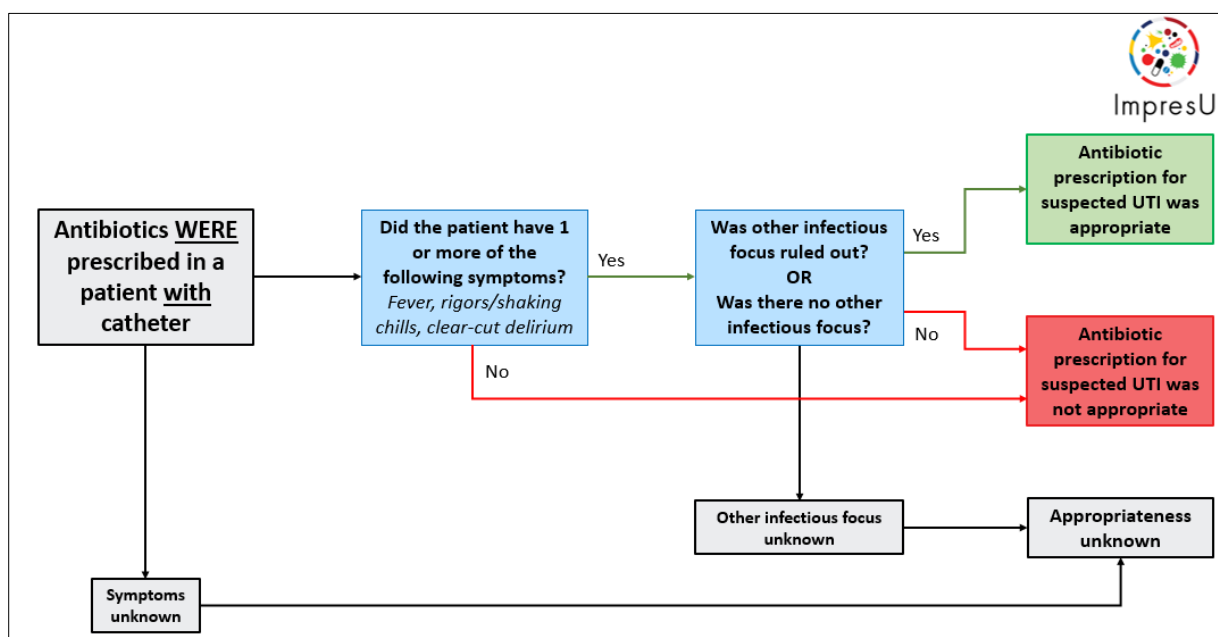 ImpresU
Antibiotics WERE
prescribed in a
patient with
catheter
Did the patient have 1
or more of the
following symptoms?
Fever, rigors/shaking
chills, clear-cut delirium
Yes
No
Was other infectious
focus ruled out?
OR
Was there no other
infectious focus?
Yes
No
Antibiotic
prescription for
suspected UTI was
appropriate
Antibiotic
prescription for
suspected UTI was
not appropriate
Other infectious focus
unknown
Appropriateness
unknown
Symptoms
unknown